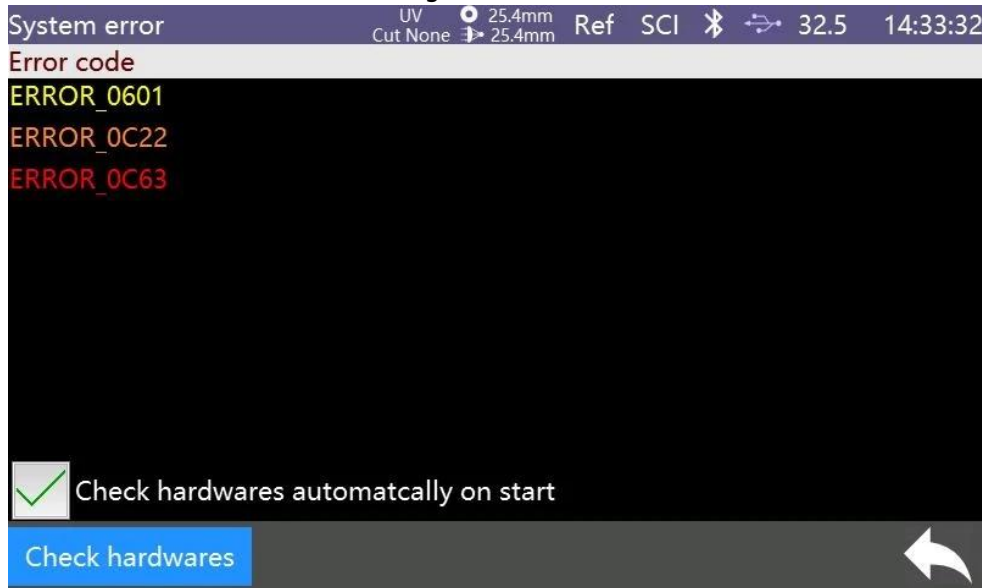 System error UV 25.4mm Ref SCI 32.5 14:33:32
Cut None 25.4mm
Error code
ERROR_0601
ERROR_0C22
ERROR_0C63
Check hardwares automatcally on start
Check hardwares